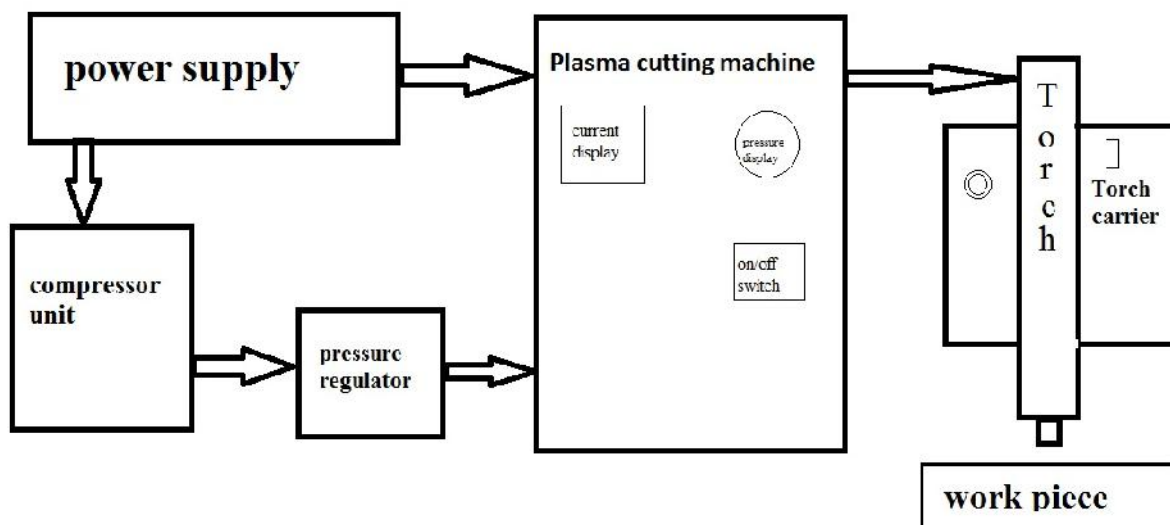 power supply
Plasma cutting machine
current
display
pressure
display
on/off
switch
compressor
unit
pressure
regulator
Torch
Torch
carrier
work piece